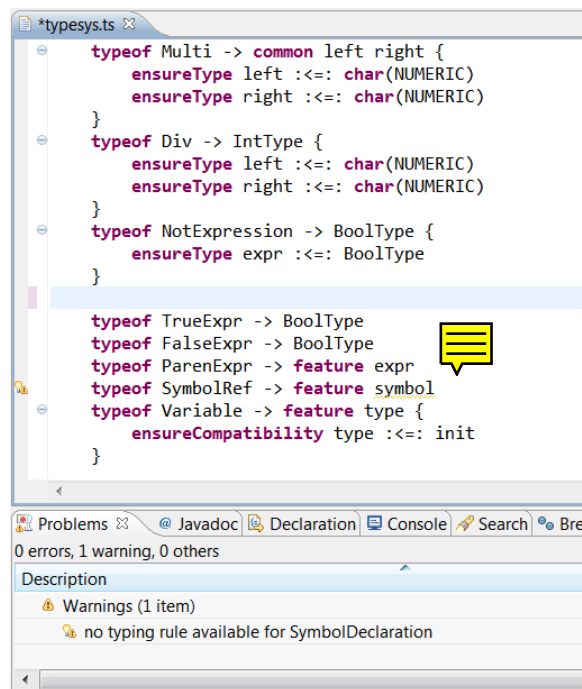 *typesys.ts
typeof Multi -> common left right {
ensureType left :<=: char(NUMERIC)
ensureType right :<=: char(NUMERIC)
}
typeof Div -> IntType {
ensureType left :<=: char(NUMERIC)
ensureType right :<=: char(NUMERIC)
}
typeof NotExpression -> BoolType {
ensureType expr :<=: BoolType
}
typeof TrueExpr -> BoolType
typeof FalseExpr -> BoolType
typeof ParenExpr -> feature expr
typeof SymbolRef -> feature symbol
typeof Variable -> feature type {
ensureCompatibility type :<=: init
}
Problems @ Javadoc Declaration Console Search Bre
0 errors, 1 warning, 0 others
Description
Warnings (1 item)
no typing rule available for SymbolDeclaration